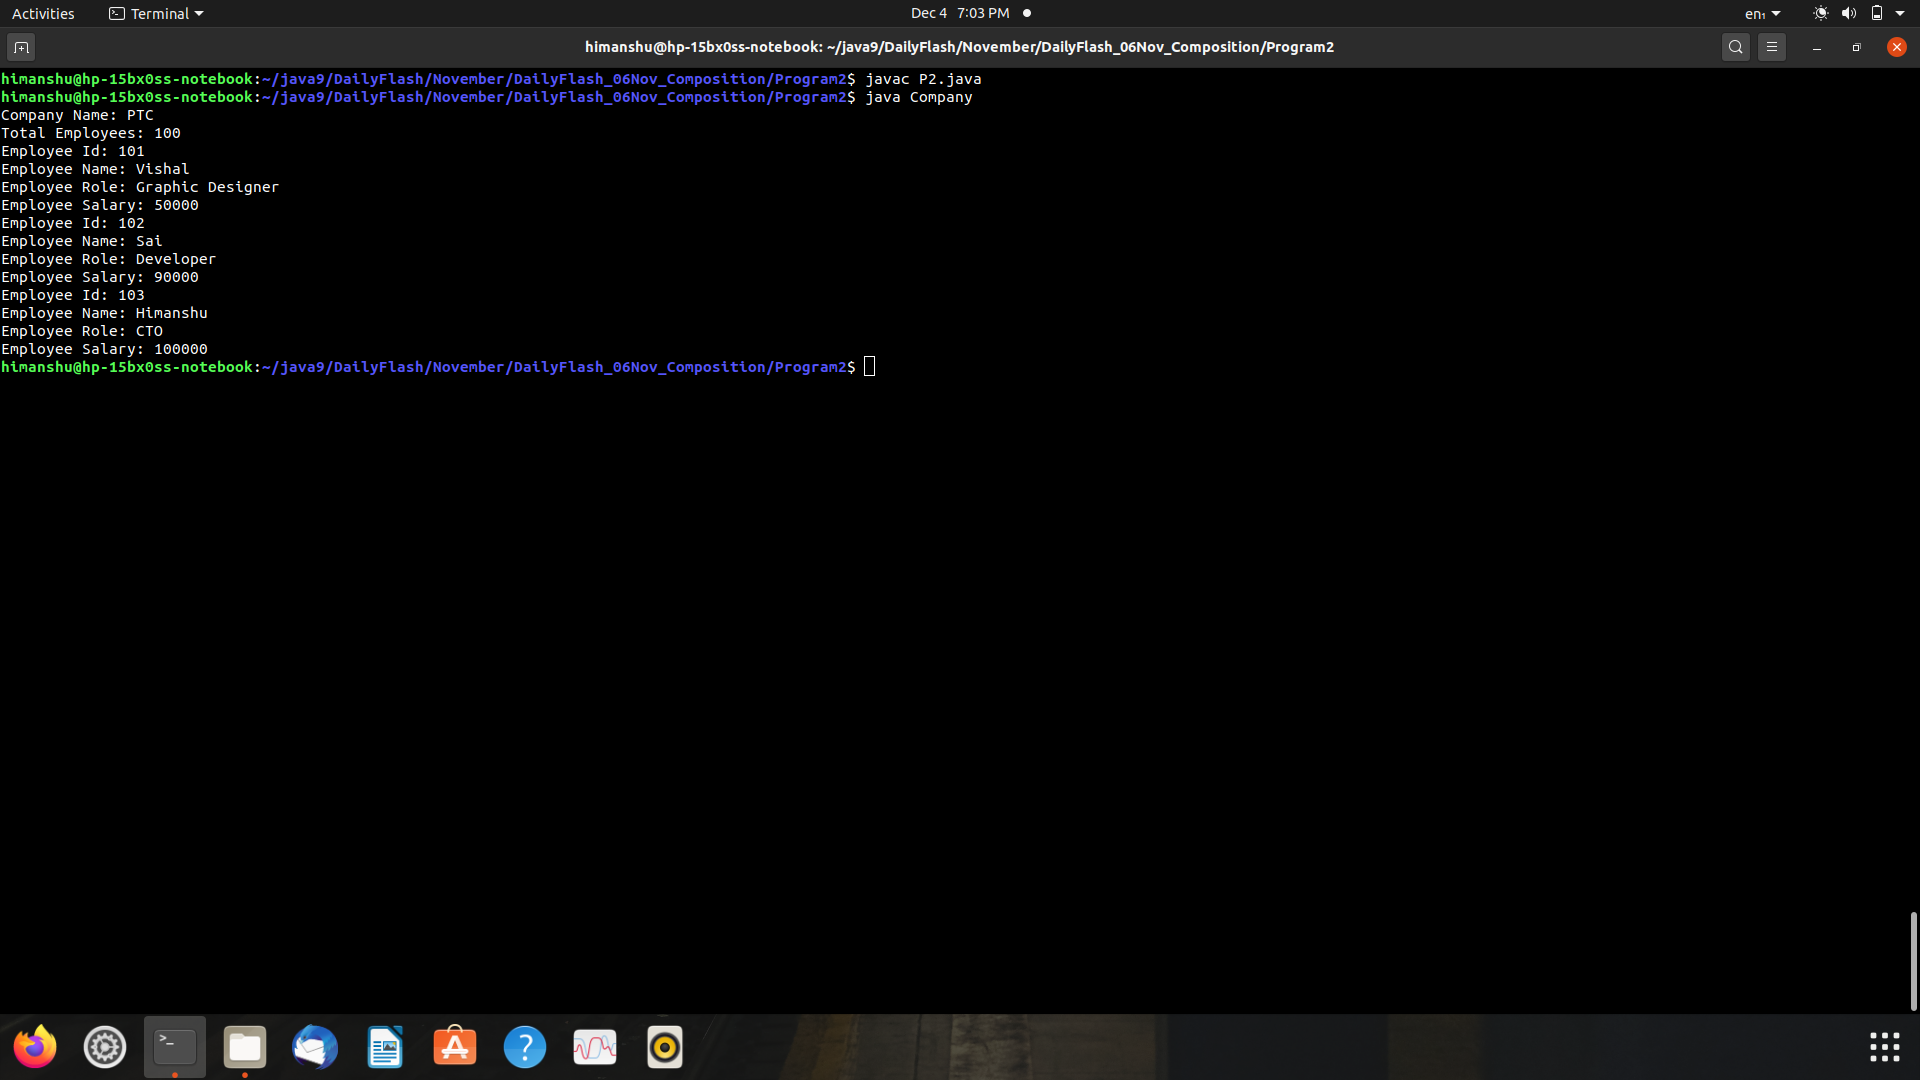 Activities
Terminal
Dec 4 7:03 PM
en₁
himanshu@hp-15bx0ss-notebook: ~/java9/DailyFlash/November/DailyFlash_06Nov_Composition/Program2
himanshu@hp-15bx0ss-notebook:~/java9/DailyFlash/November/DailyFlash_06Nov_Composition/Program2$ javac P2.java
himanshu@hp-15bx0ss-notebook:~/java9/DailyFlash/November/DailyFlash_06Nov_Composition/Program2$ java Company
Company Name: PTC
Total Employees: 100
Employee Id: 101
Employee Name: Vishal
Employee Role: Graphic Designer
Employee Salary: 50000
Employee Id: 102
Employee Name: Sai
Employee Role: Developer
Employee Salary: 90000
Employee Id: 103
Employee Name: Himanshu
Employee Role: CTO
Employee Salary: 100000
himanshu@hp-15bx0ss-notebook:~/java9/DailyFlash/November/DailyFlash_06Nov_Composition/Program2$